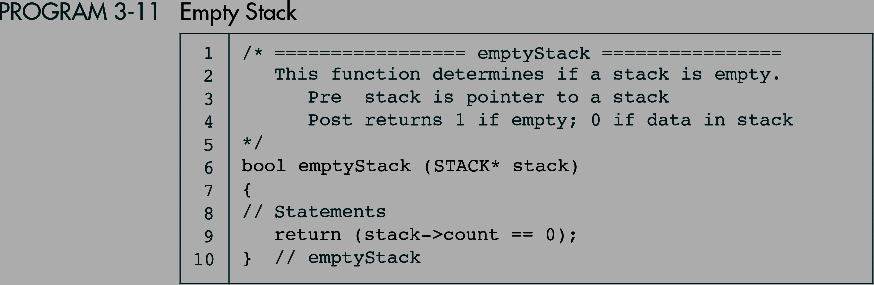 PROGRAM 3-11 Empty Stack
1 /* ================= emptyStack ================
2 This function determines if a stack is empty.
3 Pre stack is pointer to a stack
4 Post returns 1 if empty; 0 if data in stack
5 */
6 bool emptyStack (STACK* stack)
7 {
8 // Statements
9 return (stack->count == 0);
10 } // emptyStack